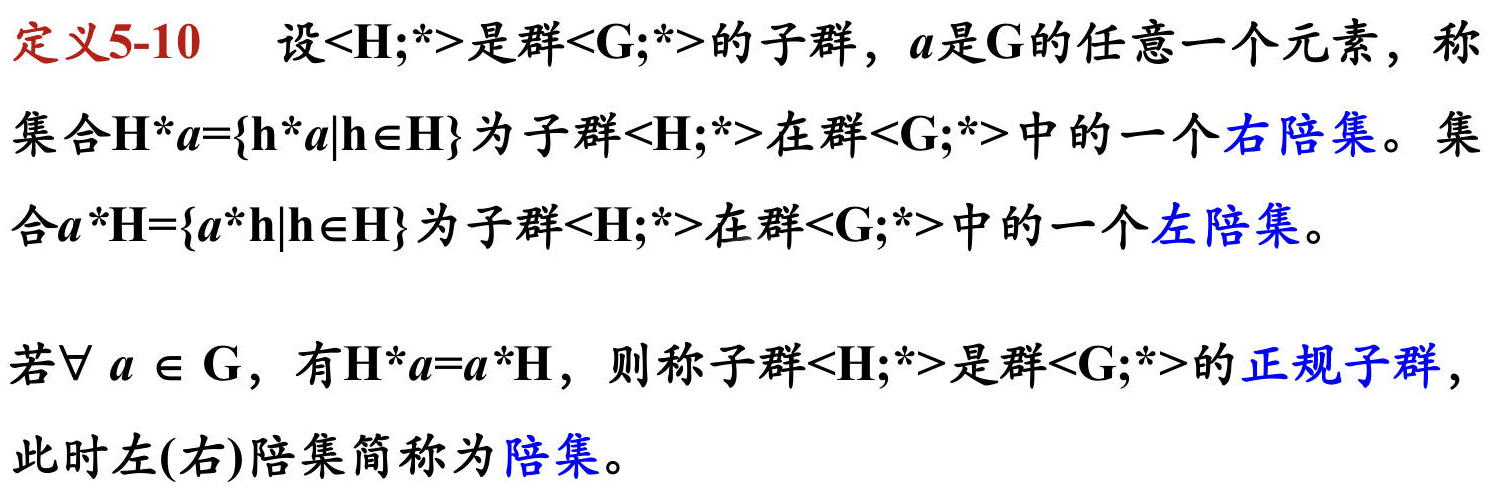 定义5-10 设<H;*>是群<G;*>的子群，a是G的任意一个元素，称
集合H*a={h*a|h∈H}为子群<H;*>在群<G;*>中的一个右陪集。集
合a*H={a*h|h∈H}为子群<H;*>在群<G;*>中的一个左陪集。
若∀ a ∈ G，有H*a=a*H，则称子群<H;*>是群<G;*>的正规子群，
此时左(右)陪集简称为陪集。